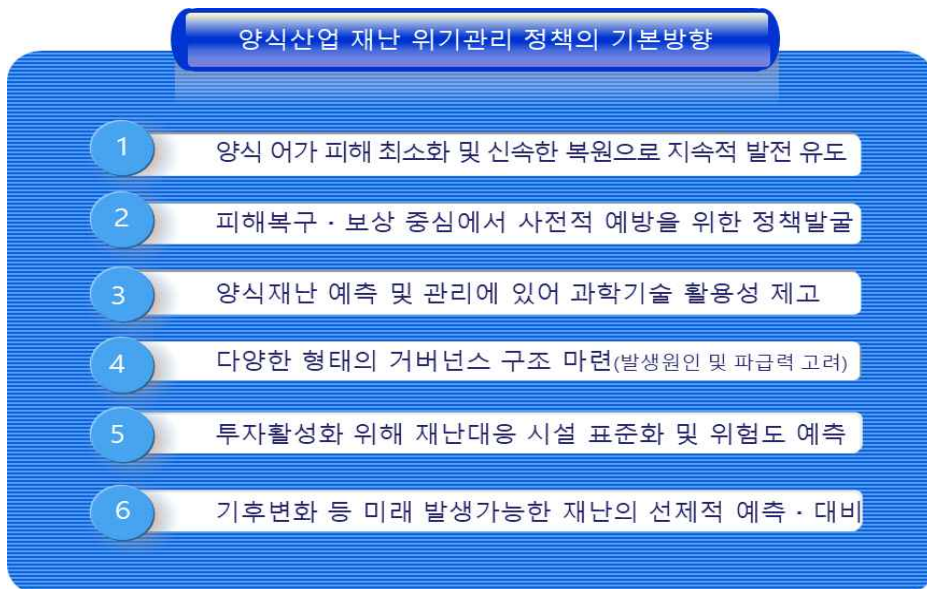 양식산업 재난 위기관리 정책의 기본방향
1 양식 어가 피해 최소화 및 신속한 복원으로 지속적 발전 유도
2 피해복구·보상 중심에서 사전적 예방을 위한 정책발굴
3 양식재난 예측 및 관리에 있어 과학기술 활용성 제고
4 다양한 형태의 거버넌스 구조 마련(발생원인 및 파급력 고려)
5 투자활성화 위해 재난대응 시설 표준화 및 위험도 예측
6 기후변화 등 미래 발생가능한 재난의 선제적 예측·대비